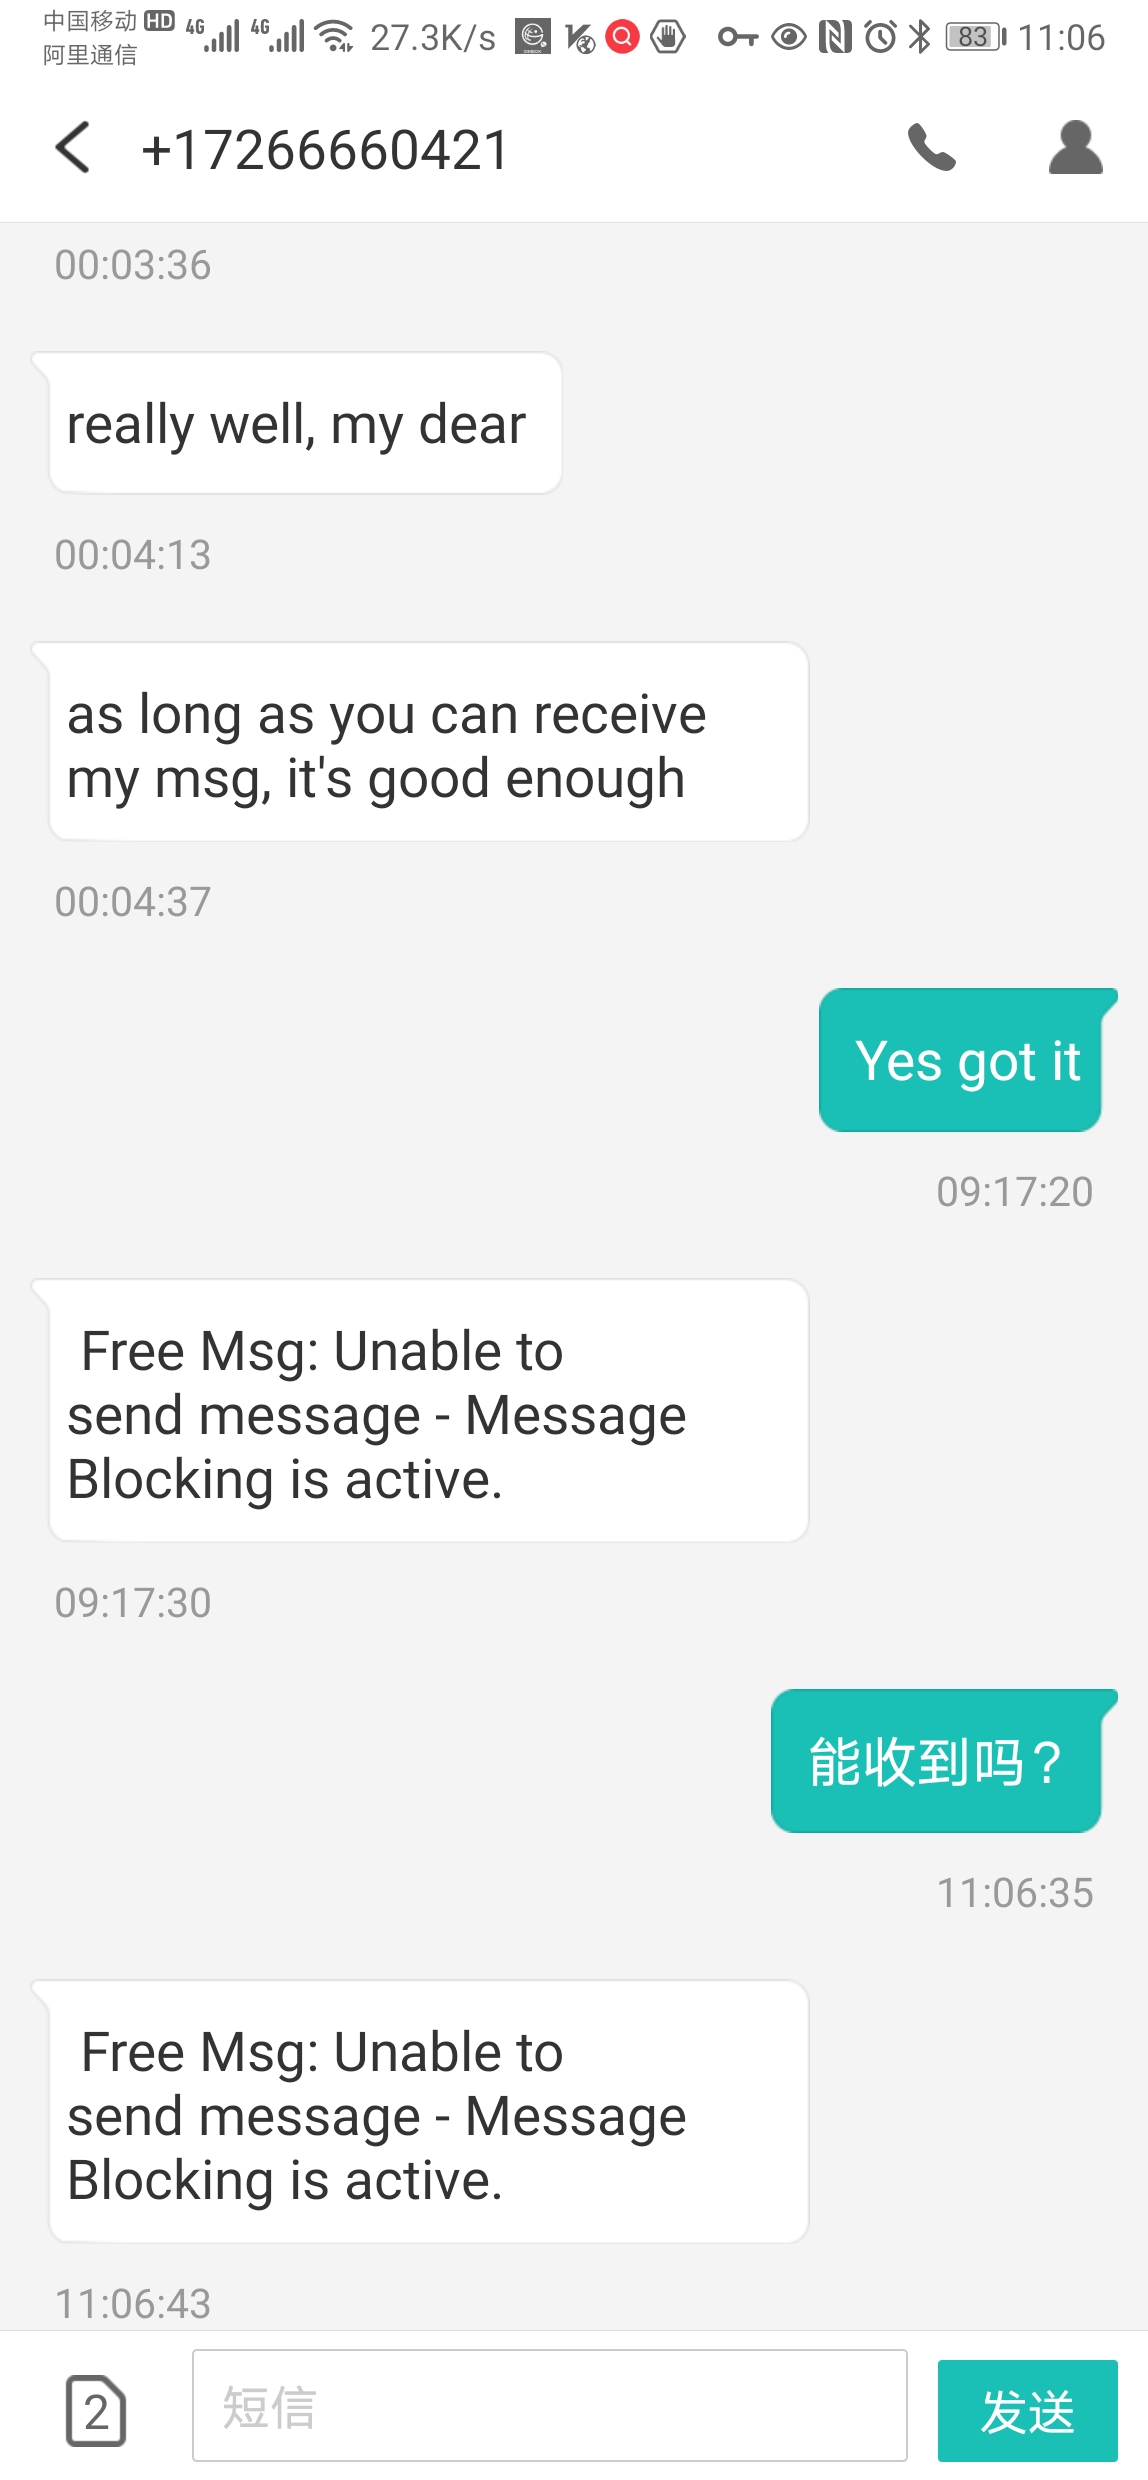 中国移动 HD 4G 4G 27.3K/s 83 11:06
阿里通信
+17266660421
00:03:36
really well, my dear
00:04:13
as long as you can receive
my msg, it's good enough
00:04:37
Yes got it
09:17:20
Free Msg: Unable to
send message - Message
Blocking is active.
09:17:30
能收到吗?
11:06:35
Free Msg: Unable to
send message - Message
Blocking is active.
11:06:43
2 短信 发送